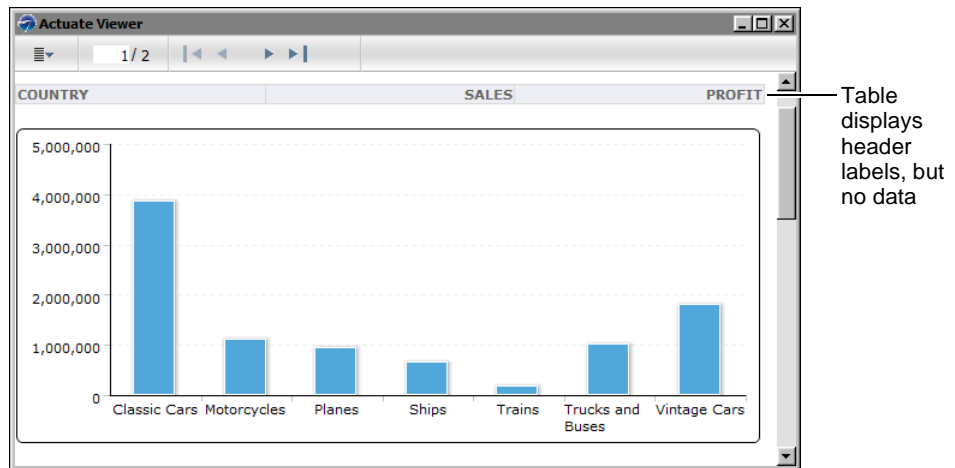 Actuate Viewer
1 / 2
COUNTRY SALES PROFIT
Table
displays
header
labels, but
no data
5,000,000
4,000,000
3,000,000
2,000,000
1,000,000
0
Classic Cars Motorcycles Planes Ships Trains Trucks and Vintage Cars
Buses